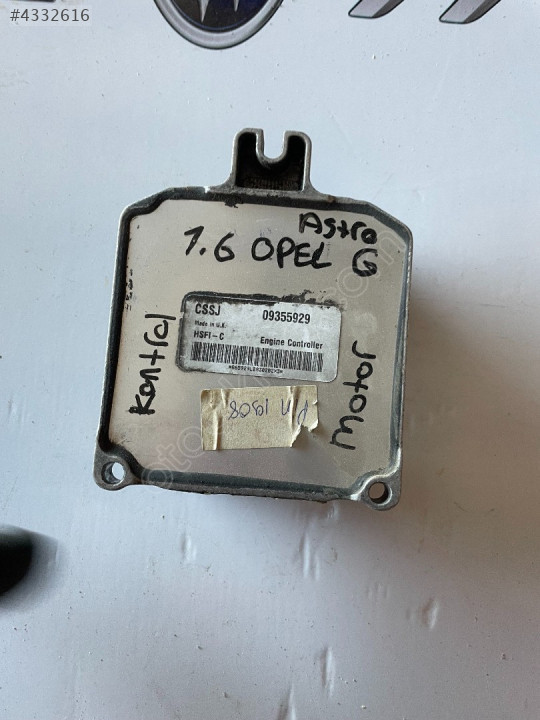 #4332616
Astra
1.6 OPEL G
CSSJ 09355929
Made in U.K.
HSFI-C Engine Controller
Kontrol
Motor